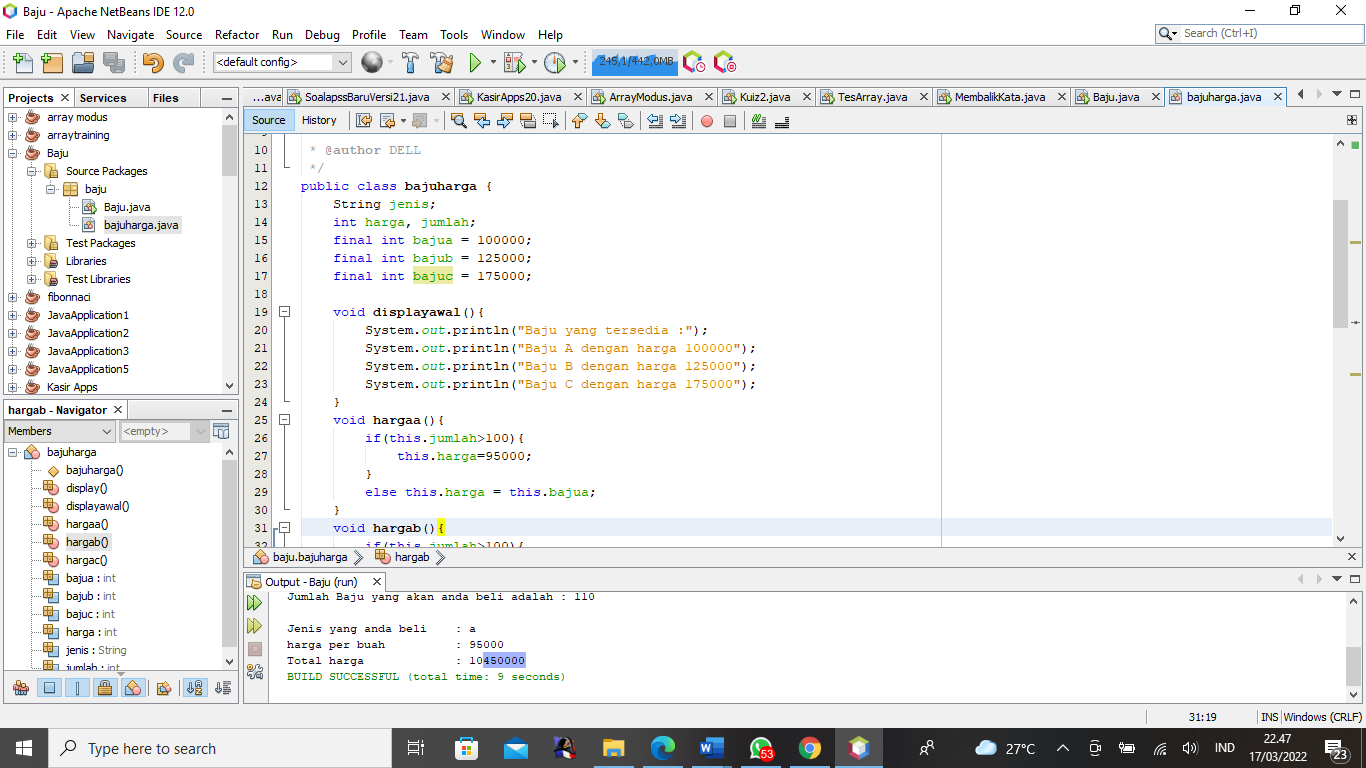 Baju - Apache NetBeans IDE 12.0
File Edit View Navigate Source Refactor Run Debug Profile Team Tools Window Help
Search (Ctrl+I)
<default config>
245,1/442,0MB
Projects Services Files
...ava SoalapssBaruVersi21.java KasirApps20.java ArrayModus.java Kuiz2.java TesArray.java MembalikKata.java Baju.java bajuharga.java
Source History
array modus
arraytraining
Baju
Source Packages
baju
Baju.java
bajuharga.java
Test Packages
Libraries
Test Libraries
fibonnaci
JavaApplication1
JavaApplication2
JavaApplication3
JavaApplication5
Kasir Apps
hargab - Navigator
Members <empty>
bajuharga
bajuharga()
display()
displayawal()
hargaa()
hargab()
hargac()
bajua : int
bajub : int
bajuc : int
harga : int
jenis : String
jumlah : int
9
10 * @author DELL
11 */
12 public class bajuharga {
13 String jenis;
14 int harga, jumlah;
15 final int bajua = 100000;
16 final int bajub = 125000;
17 final int bajuc = 175000;
18
19 void displayawal(){
20 System.out.println("Baju yang tersedia :");
21 System.out.println("Baju A dengan harga 100000");
22 System.out.println("Baju B dengan harga 125000");
23 System.out.println("Baju C dengan harga 175000");
24 }
25 void hargaa(){
26 if(this.jumlah>100){
27 this.harga=95000;
28 }
29 else this.harga = this.bajua;
30 }
31 void hargab(){
32 if(this.jumlah>100){
baju.bajuharga hargab
Output - Baju (run)
Jumlah Baju yang akan anda beli adalah : 110
Jenis yang anda beli : a
harga per buah : 95000
Total harga : 10450000
BUILD SUCCESSFUL (total time: 9 seconds)
31:19 INS Windows (CRLF)
Type here to search
53
27°C
IND
22.47
17/03/2022
23